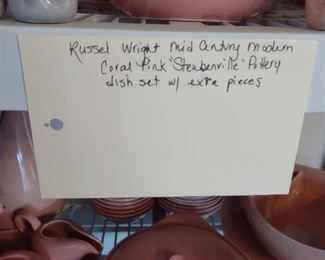 Russel Wright Mid Century Modern
Coral Pink "Steubenville" Pottery
dish set w/ extra pieces